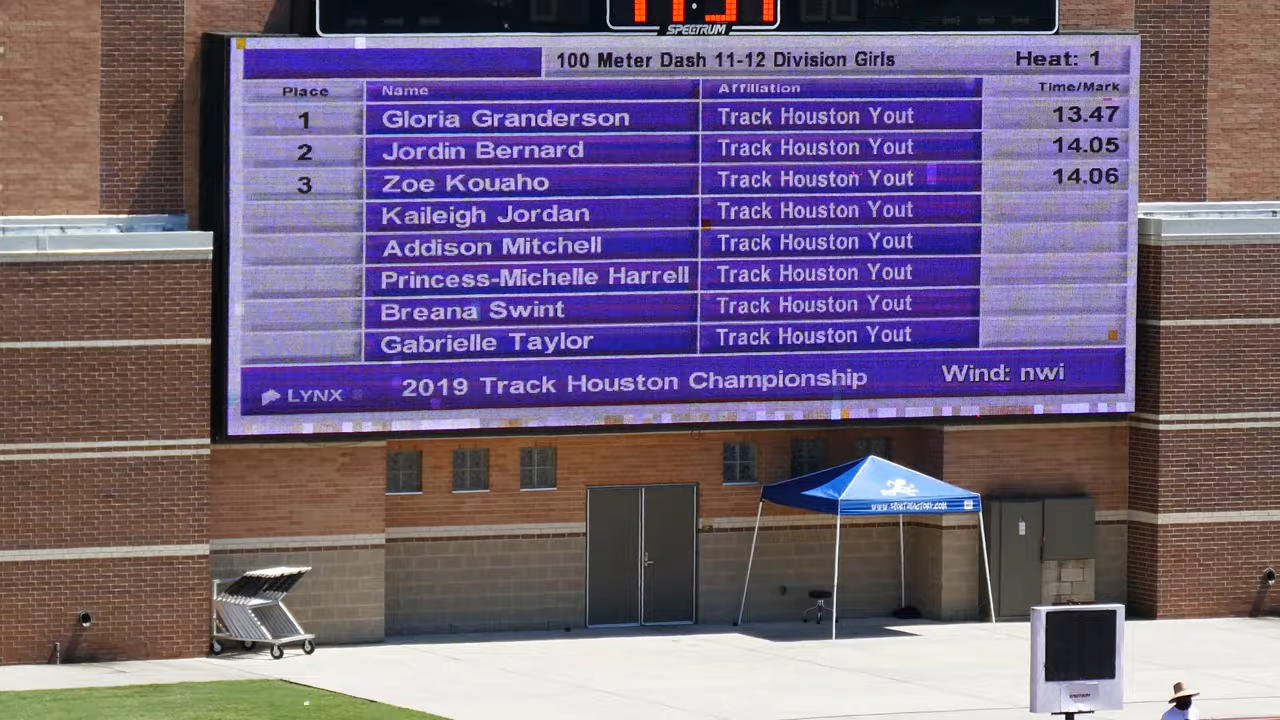 SPECTRUM
100 Meter Dash 11-12 Division Girls Heat: 1
Place Name Affiliation Time/Mark
1 Gloria Granderson Track Houston Yout 13.47
2 Jordin Bernard Track Houston Yout 14.05
3 Zoe Kouaho Track Houston Yout 14.06
Kaileigh Jordan Track Houston Yout
Addison Mitchell Track Houston Yout
Princess-Michelle Harrell Track Houston Yout
Breana Swint Track Houston Yout
Gabrielle Taylor Track Houston Yout
LYNX 2019 Track Houston Championship Wind: nwi
SPECTRUM